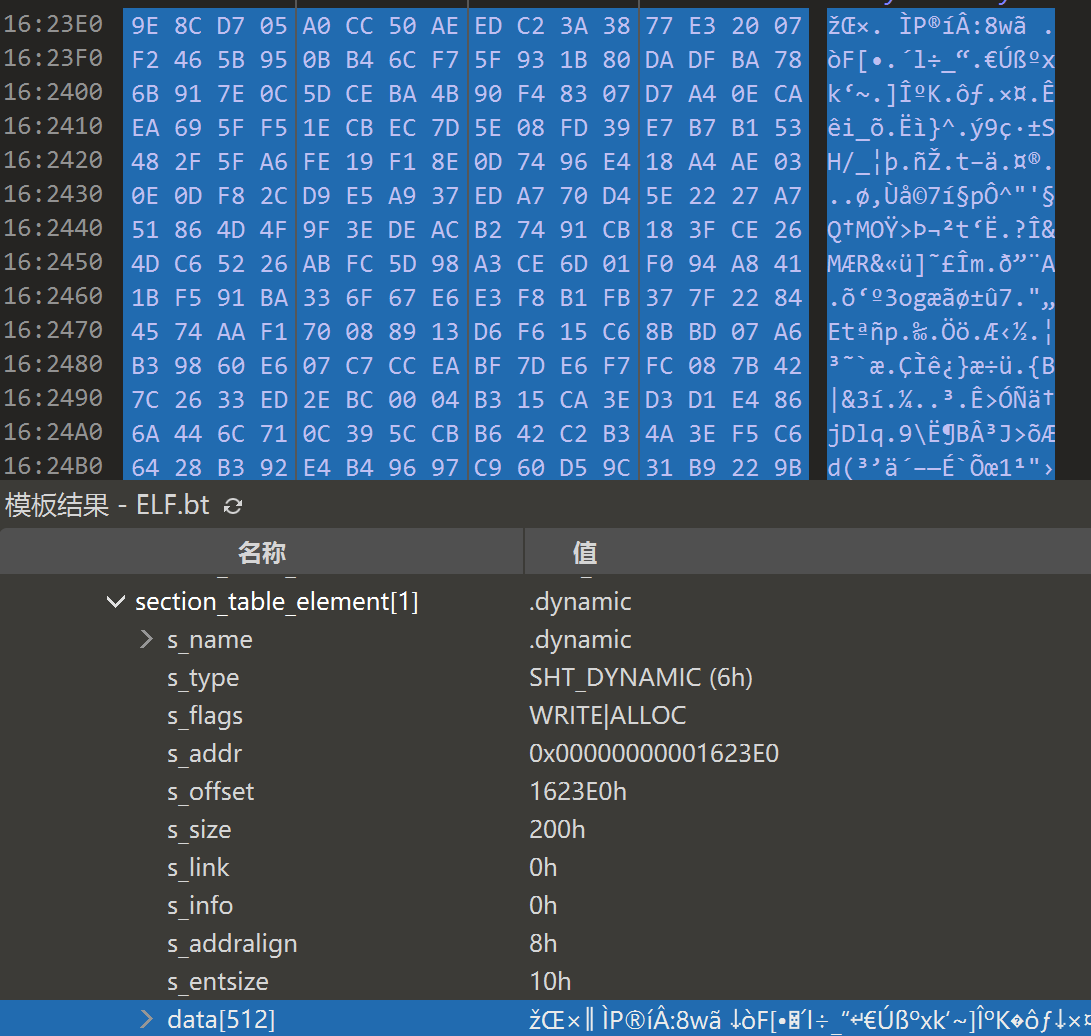 16:23E0 9E 8C D7 05 A0 CC 50 AE ED C2 3A 38 77 E3 20 07 žŒ×. ÌP®íÂ:8wã .
16:23F0 F2 46 5B 95 0B B4 6C F7 5F 93 1B 80 DA DF BA 78 òF[•.´l÷_“.€Úߺx
16:2400 6B 91 7E 0C 5D CE BA 4B 90 F4 83 07 D7 A4 0E CA k‘~.]κK.ôƒ.פ.Ê
16:2410 EA 69 5F F5 1E CB EC 7D 5E 08 FD 39 E7 B7 B1 53 êi_õ.Ëì}^.ý9ç·±S
16:2420 48 2F 5F A6 FE 19 F1 8E 0D 74 96 E4 18 A4 AE 03 H/_¦þ.ñŽ.t–ä.¤®.
16:2430 0E 0D F8 2C D9 E5 A9 37 ED A7 70 D4 5E 22 27 A7 ..ø,Ùå©7í§pÔ^"'§
16:2440 51 86 4D 4F 9F 3E DE AC B2 74 91 CB 18 3F CE 26 Q†MOŸ>Þ¬²t‘Ë.?Î&
16:2450 4D C6 52 26 AB FC 5D 98 A3 CE 6D 01 F0 94 A8 41 MÆR&«ü]˜£Îm.ð”¨A
16:2460 1B F5 91 BA 33 6F 67 E6 E3 F8 B1 FB 37 7F 22 84 .õ‘º3ogæãø±û7."„
16:2470 45 74 AA F1 70 08 89 13 D6 F6 15 C6 8B BD 07 A6 Etªñp.‰.Öö.Æ‹½.¦
16:2480 B3 98 60 E6 07 C7 CC EA BF 7D E6 F7 FC 08 7B 42 ³˜`æ.ÇÌê¿}æ÷ü.{B
16:2490 7C 26 33 ED 2E BC 00 04 B3 15 CA 3E D3 D1 E4 86 |&3í.¼..³.Ê>ÓÑä†
16:24A0 6A 44 6C 71 0C 39 5C CB B6 42 C2 B3 4A 3E F5 C6 jDlq.9\˶B³J>õÆ
16:24B0 64 28 B3 92 E4 B4 96 97 C9 60 D5 9C 31 B9 22 9B d(³’ä´–—É`Õœ1¹"›
模板结果 - ELF.bt
名称 值
section_table_element[1] .dynamic
s_name .dynamic
s_type SHT_DYNAMIC (6h)
s_flags WRITE|ALLOC
s_addr 0x00000000001623E0
s_offset 1623E0h
s_size 200h
s_link 0h
s_info 0h
s_addralign 8h
s_entsize 10h
data[512]